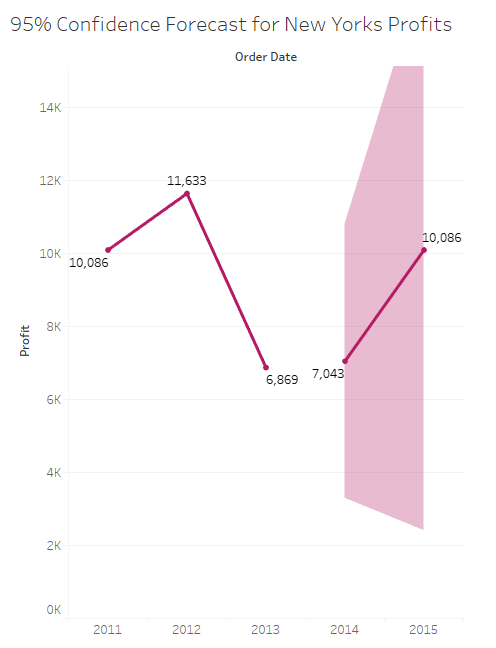 95% Confidence Forecast for New Yorks Profits
Order Date
14K
12K
10K
8K
6K
4K
2K
0K
Profit
10,086
11,633
6,869
7,043
10,086
2011
2012
2013
2014
2015